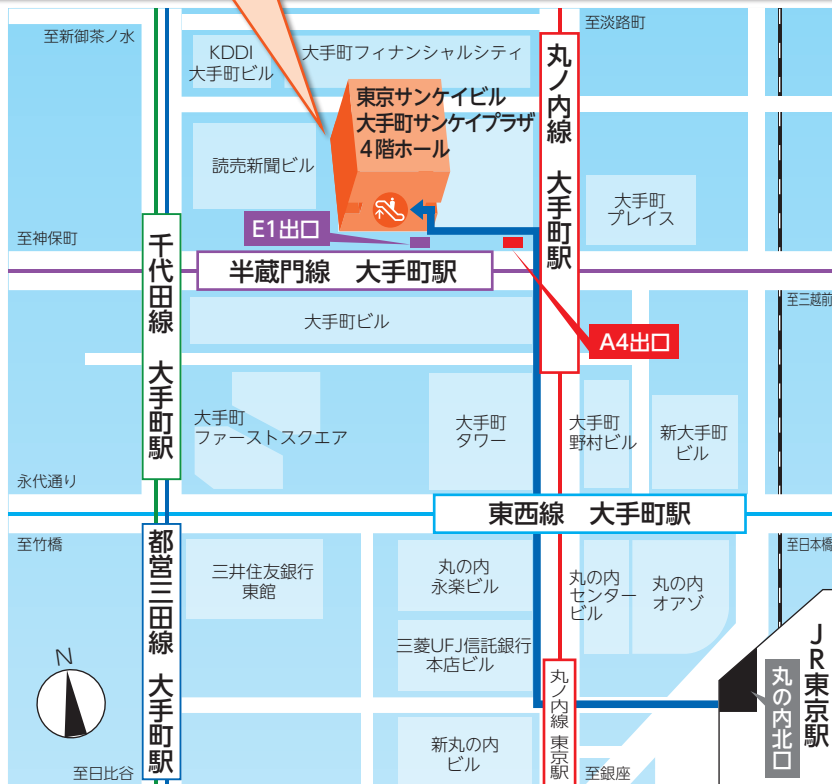 至新御茶ノ水
至淡路町
KDDI
大手町ビル
大手町フィナンシャルシティ
丸ノ内線 大手町駅
東京サンケイビル
大手町サンケイプラザ
4階ホール
読売新聞ビル
大手町
プレイス
E1出口
至神保町
千代田線 大手町駅
半蔵門線 大手町駅
至三越前
大手町ビル
A4出口
大手町
ファーストスクエア
大手町
タワー
大手町
野村ビル
新大手町
ビル
永代通り
東西線 大手町駅
至竹橋
至日本橋
都営三田線 大手町駅
三井住友銀行
東館
丸の内
永楽ビル
丸の内
センター
ビル
丸の内
オアゾ
三菱UFJ信託銀行
本店ビル
JR東京駅
丸の内北口
N
丸ノ内線 東京駅
新丸の内
ビル
至日比谷
至銀座